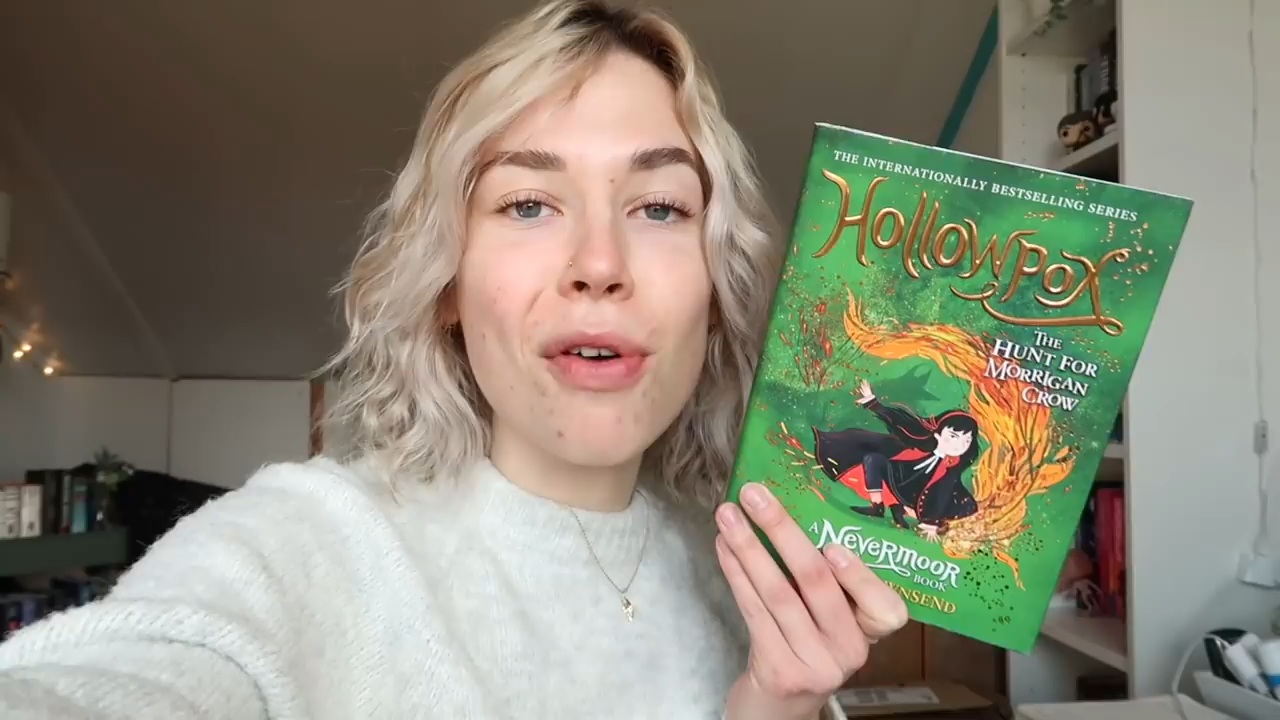 THE INTERNATIONALLY BESTSELLING SERIES
HOLLOWPOX
THE
HUNT FOR
MORRIGAN
CROW
A NEVERMOOR
BOOK